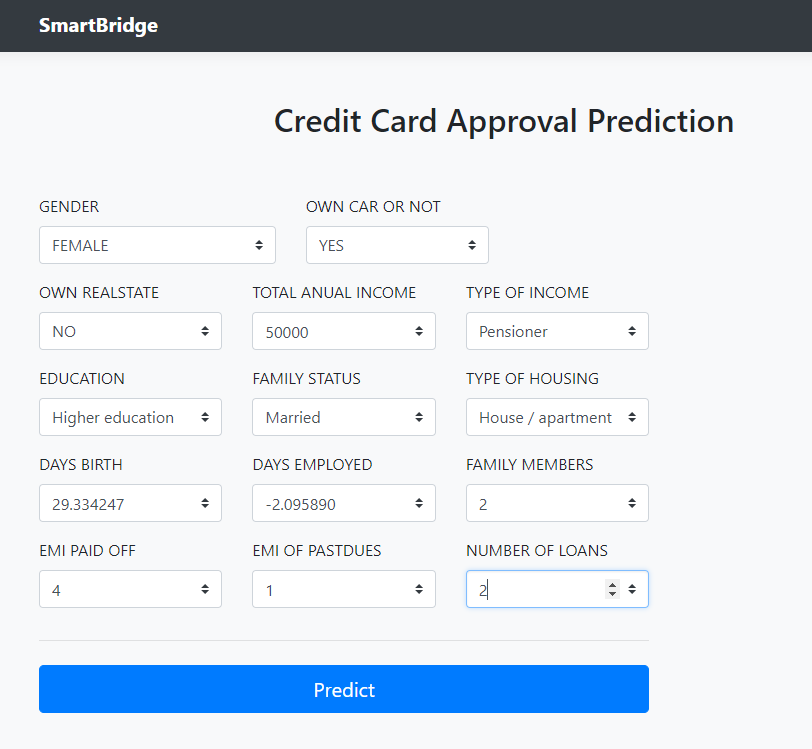 SmartBridge
Credit Card Approval Prediction
GENDER OWN CAR OR NOT
FEMALE YES
OWN REALSTATE TOTAL ANUAL INCOME TYPE OF INCOME
NO 50000 Pensioner
EDUCATION FAMILY STATUS TYPE OF HOUSING
Higher education Married House / apartment
DAYS BIRTH DAYS EMPLOYED FAMILY MEMBERS
29.334247 -2.095890 2
EMI PAID OFF EMI OF PASTDUES NUMBER OF LOANS
4 1 2
Predict